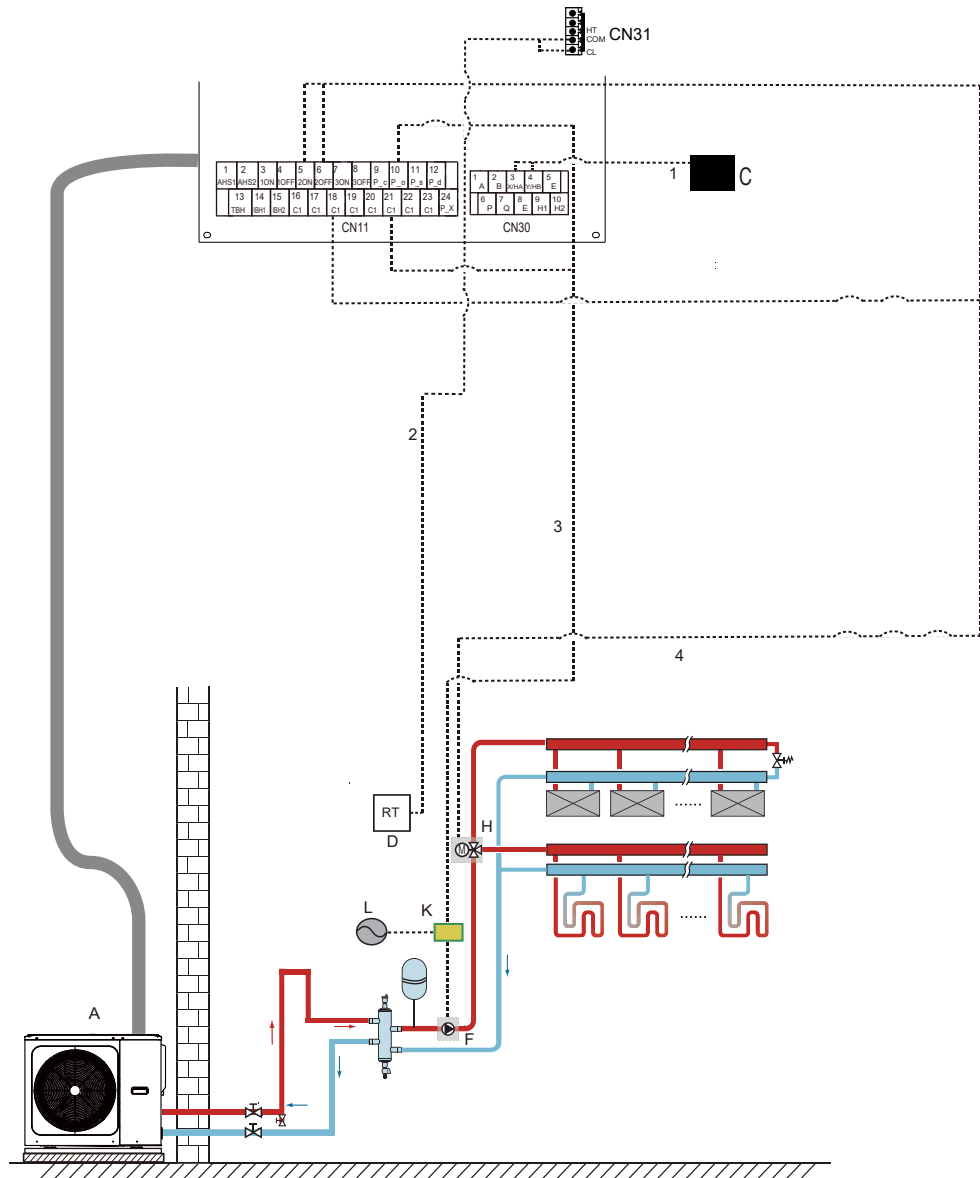 HT
CN31
COM
CL
1 2 3 4 5 6 7 8 9 10 11 12
AHS1 AHS2 1ON 1OFF 2ON 2OFF 3ON 3OFF P_c P_o P_s P_d
13 14 15 16 17 18 19 20 21 22 23 24
TBH IBH1 IBH2 C1 C1 C1 C1 C1 C1 C1 C1 P_X
CN11
1 2 3 4 5
A B X/HA Y/HB E
6 7 8 9 10
P Q E H1 H2
CN30
1
C
:
2
3
4
RT
D
H
M
L
K
A
F